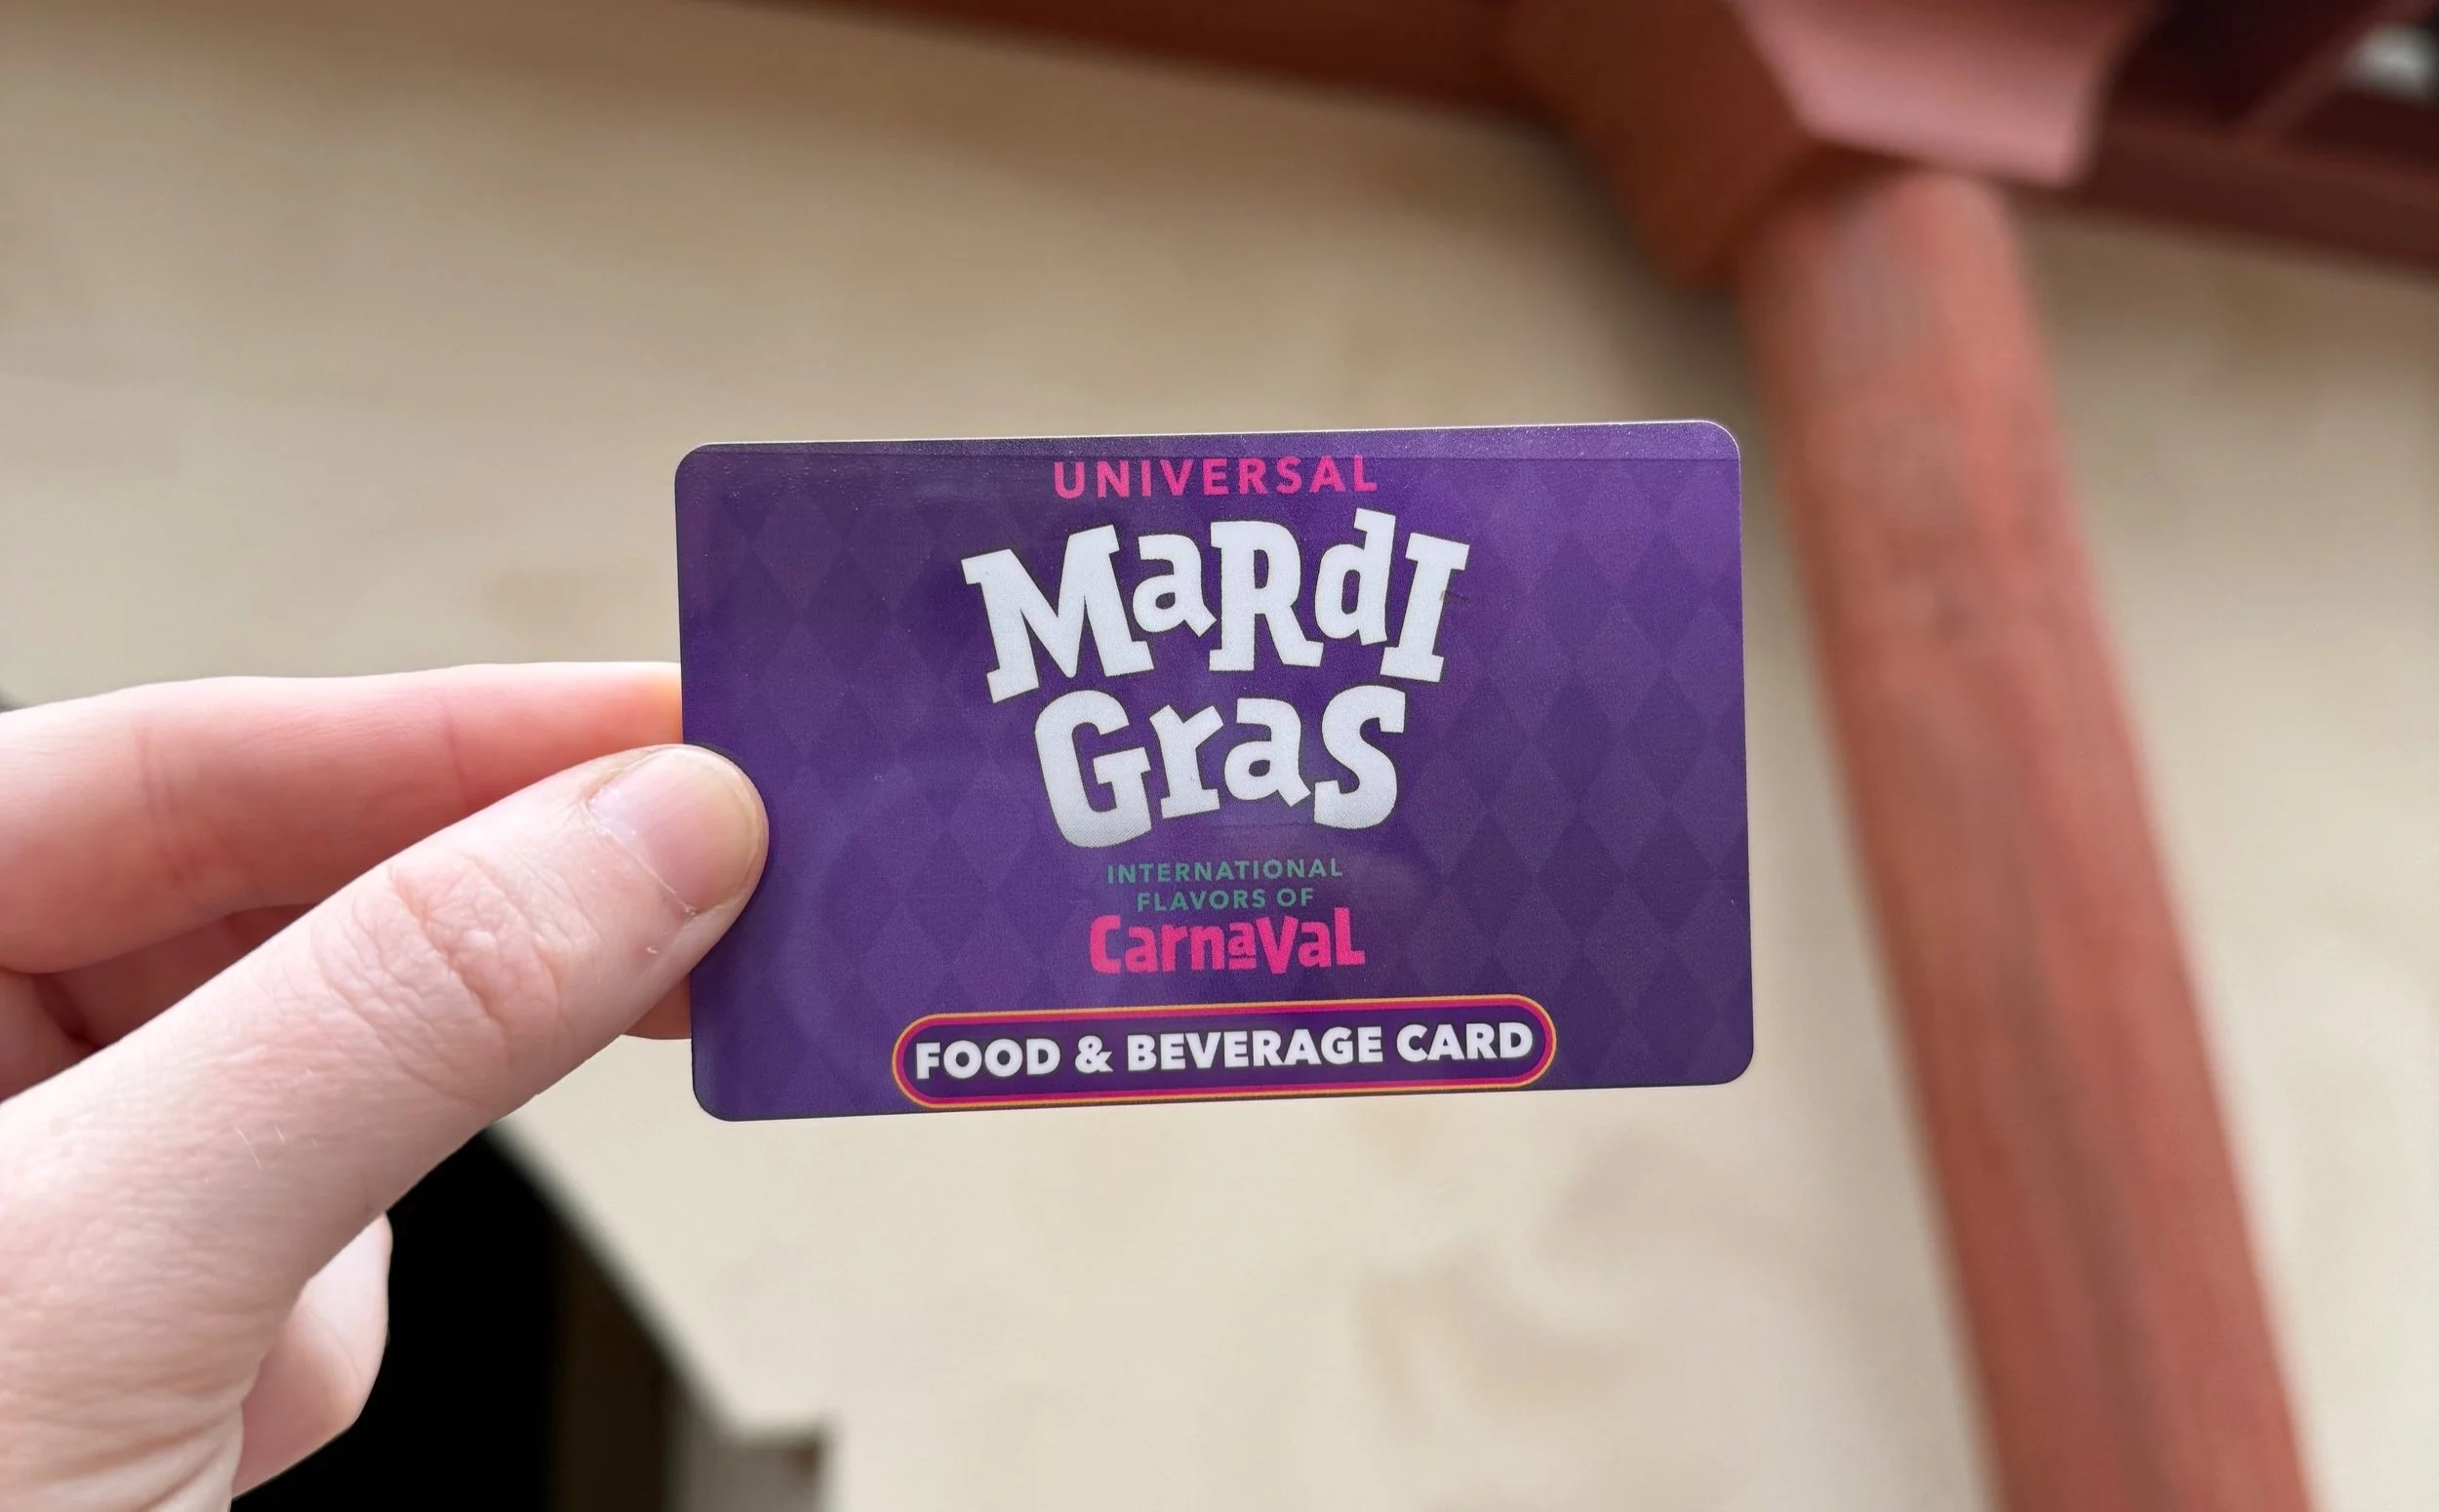 UNIVERSAL
MaRdI
Gras
INTERNATIONAL
FLAVORS OF
CarnaVaL
FOOD & BEVERAGE CARD